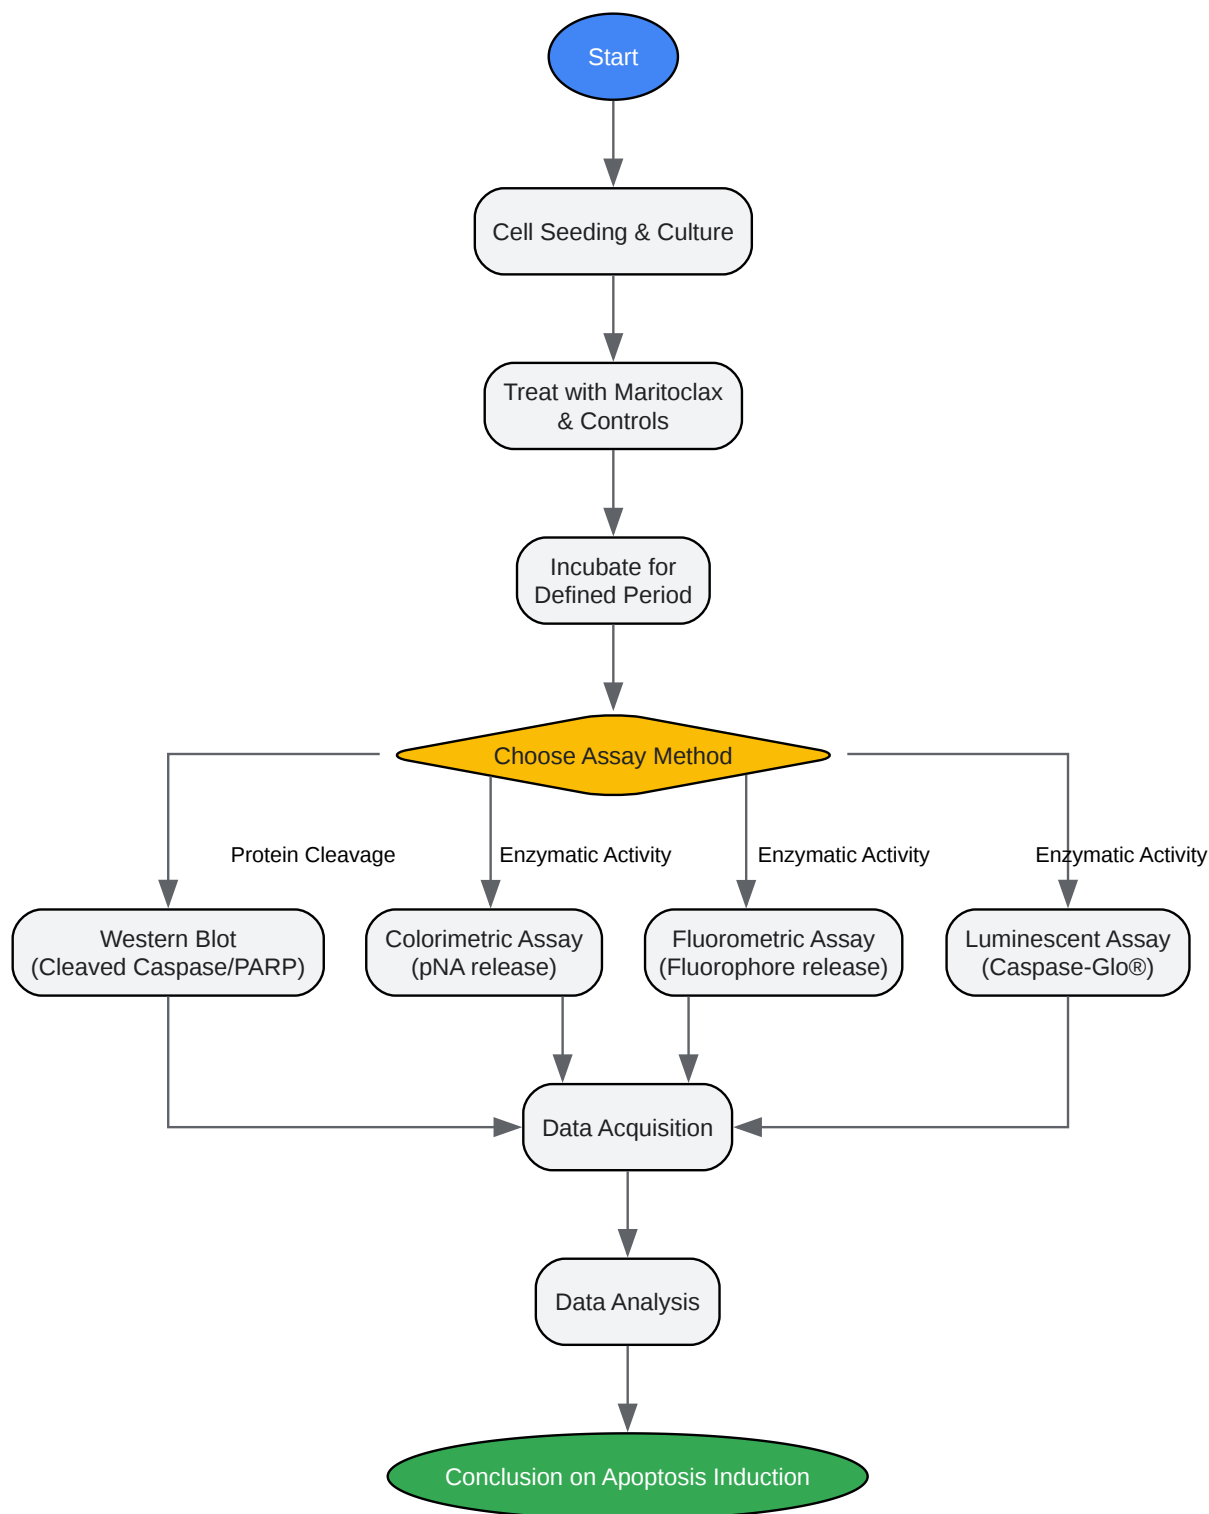 Start
Cell Seeding & Culture
Treat with Maritoclax
& Controls
Incubate for
Defined Period
Choose Assay Method
Protein Cleavage
Enzymatic Activity
Enzymatic Activity
Enzymatic Activity
Western Blot
(Cleaved Caspase/PARP)
Colorimetric Assay
(pNA release)
Fluorometric Assay
(Fluorophore release)
Luminescent Assay
(Caspase-Glo®)
Data Acquisition
Data Analysis
Conclusion on Apoptosis Induction